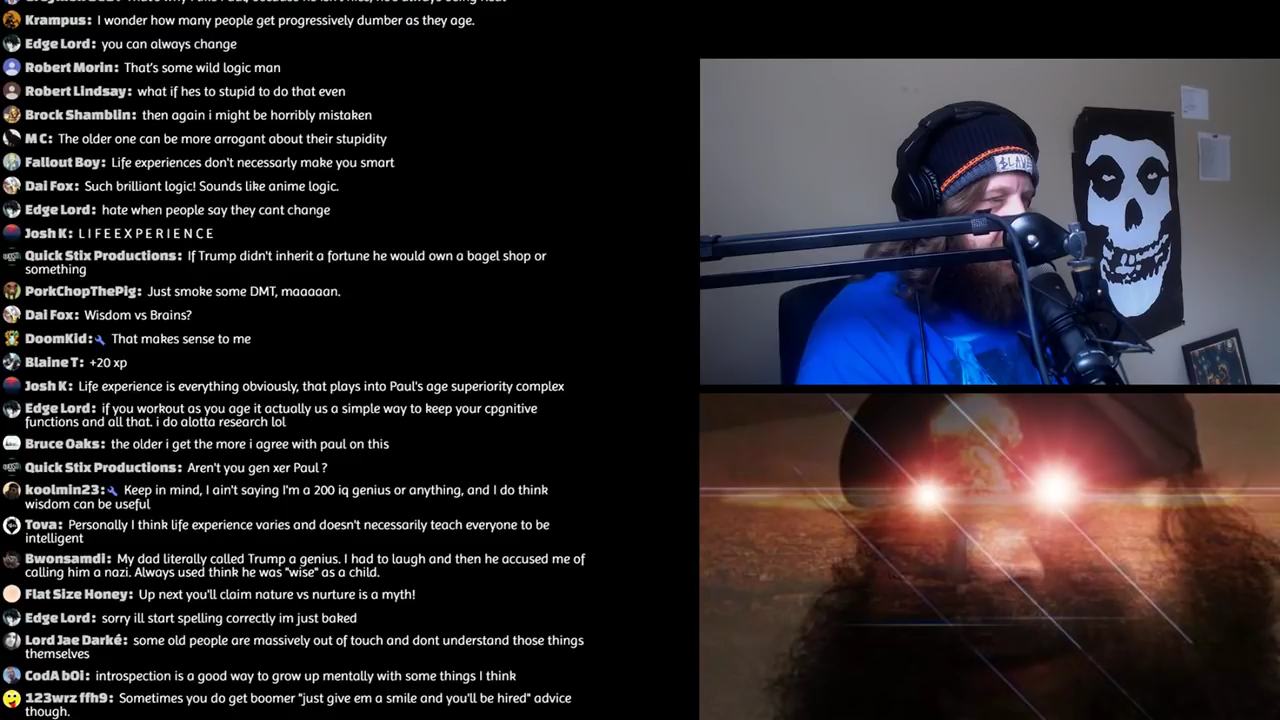 Krampus: I wonder how many people get progressively dumber as they age.
Edge Lord: you can always change
Robert Morin: That's some wild logic man
Robert Lindsay: what if hes to stupid to do that even
Brock Shamblin: then again i might be horribly mistaken
M C: The older one can be more arrogant about their stupidity
Fallout Boy: Life experiences don't necessarly make you smart
Dai Fox: Such brilliant logic! Sounds like anime logic.
Edge Lord: hate when people say they cant change
Josh K: L I F E E X P E R I E N C E
Quick Stix Productions: If Trump didn't inherit a fortune he would own a bagel shop or
something
PorkChopThePig: Just smoke some DMT, maaaaan.
Dai Fox: Wisdom vs Brains?
DoomKid: That makes sense to me
Blaine T: +20 xp
Josh K: Life experience is everything obviously, that plays into Paul's age superiority complex
Edge Lord: if you workout as you age it actually us a simple way to keep your cpgnitive
functions and all that. i do alotta research lol
Bruce Oaks: the older i get the more i agree with paul on this
Quick Stix Productions: Aren't you gen xer Paul ?
koolmin23: Keep in mind, I ain't saying I'm a 200 iq genius or anything, and I do think
wisdom can be useful
Tova: Personally I think life experience varies and doesn't necessarily teach everyone to be
intelligent
Bwonsamdi: My dad literally called Trump a genius. I had to laugh and then he accused me of
calling him a nazi. Always used think he was "wise" as a child.
Flat Size Honey: Up next you'll claim nature vs nurture is a myth!
Edge Lord: sorry ill start spelling correctly im just baked
Lord Jae Darké: some old people are massively out of touch and dont understand those things
themselves
CodA bOi: introspection is a good way to grow up mentally with some things I think
123wrz ffh9: Sometimes you do get boomer "just give em a smile and you'll be hired" advice
though.